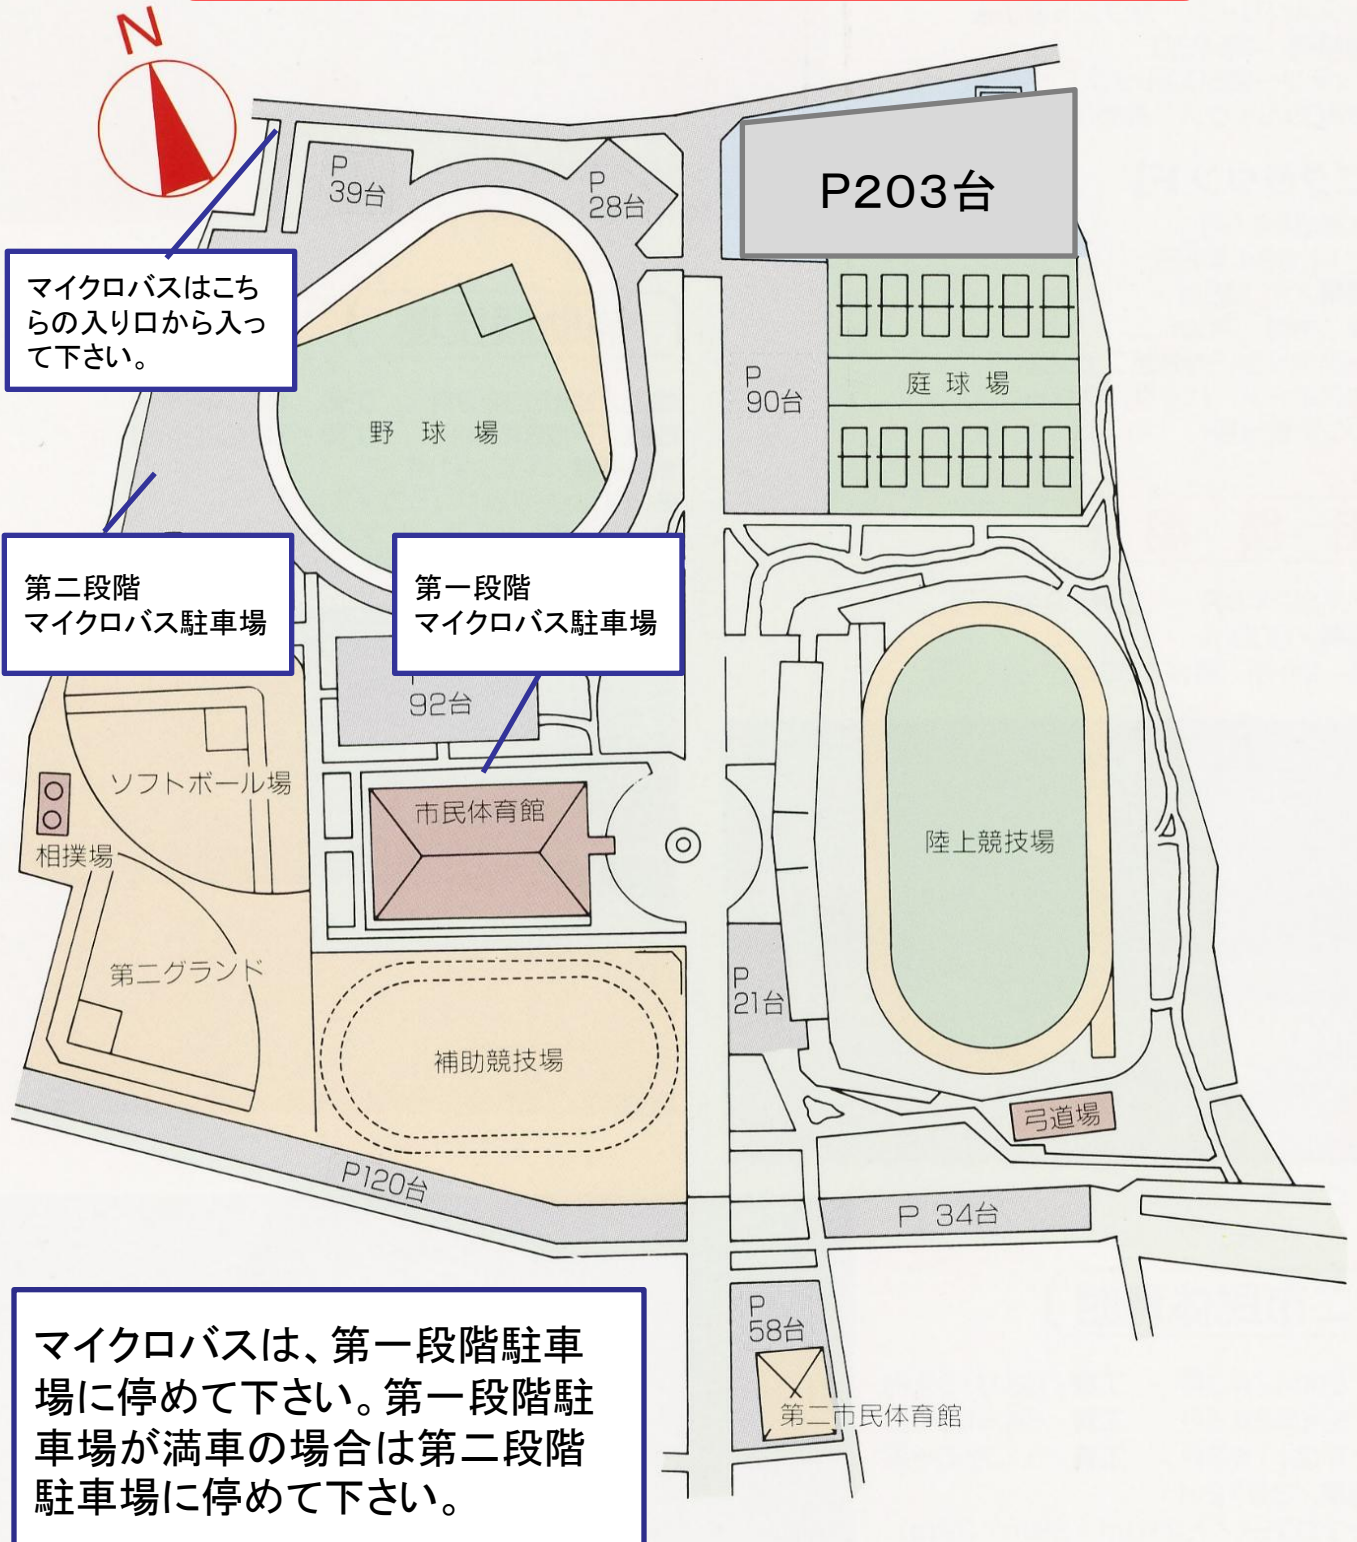 N
P
39台
P
28台
P203台
マイクロバスはこち
らの入り口から入っ
て下さい。
P
90台
庭球場
野球場
第二段階
マイクロバス駐車場
第一段階
マイクロバス駐車場
92台
ソフトボール場
市民体育館
相撲場
陸上競技場
第二グランド
P
21台
補助競技場
弓道場
P120台
P 34台
P
58台
第二市民体育館
マイクロバスは、第一段階駐車
場に停めて下さい。第一段階駐
車場が満車の場合は第二段階
駐車場に停めて下さい。